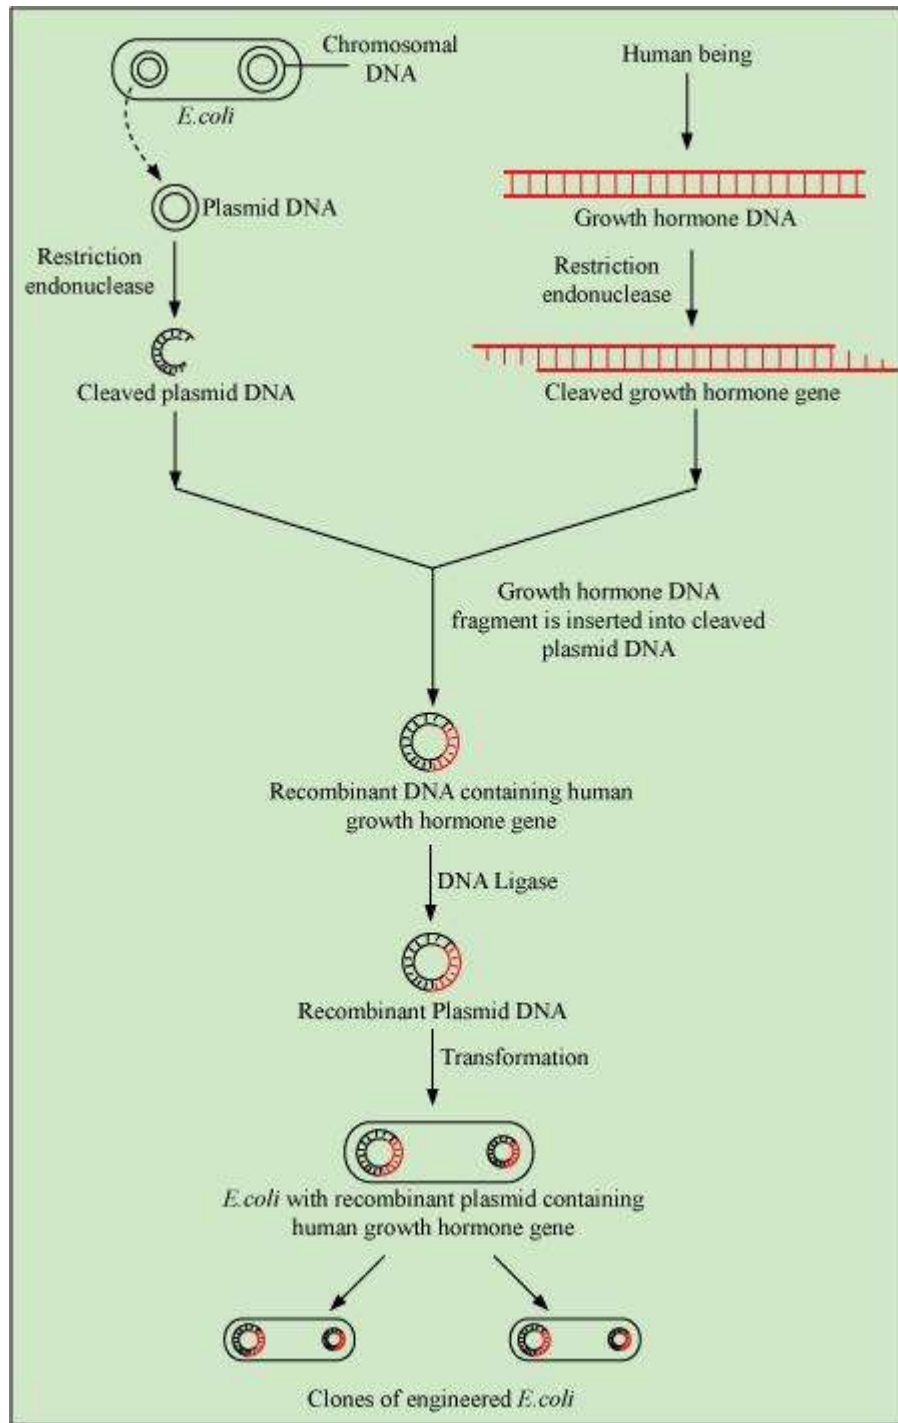 Chromosomal
DNA
E.coli
Human being
Plasmid DNA
Growth hormone DNA
Restriction
endonuclease
Restriction
endonuclease
Cleaved plasmid DNA
Cleaved growth hormone gene
Growth hormone DNA
fragment is inserted into cleaved
plasmid DNA
Recombinant DNA containing human
growth hormone gene
DNA Ligase
Recombinant Plasmid DNA
Transformation
E.coli with recombinant plasmid containing
human growth hormone gene
Clones of engineered E.coli